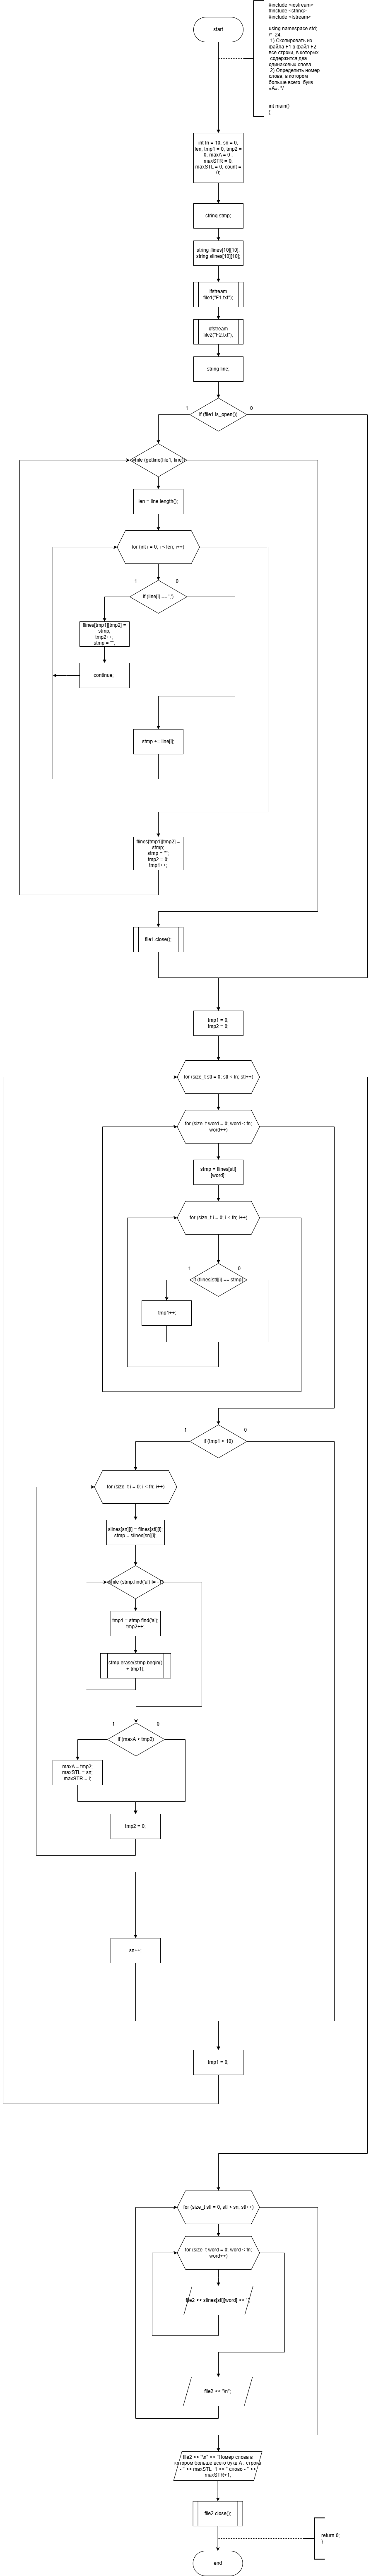 start
#include <iostream>
#include <string>
#include <fstream>
using namespace std;
/* 24.
1) Скопировать из
файла F1 в файл F2
все строки, в которых
содержится два
одинаковых слова.
2) Определить номер
слова, в котором
больше всего букв
«А». */
int main()
{
int fn = 10, sn = 0,
len, tmp1 = 0, tmp2 =
0, maxA = 0 ,
maxSTR = 0,
maxSTL = 0, count =
0;
string stmp;
string flines[10][10];
string slines[10][10];
ifstream
file1("F1.txt");
ofstream
file2("F2.txt");
string line;
if (file1.is_open())
1
0
while (getline(file1, line))
len = line.length();
for (int i = 0; i < len; i++)
if (line[i] == ',')
1
0
flines[tmp1][tmp2] =
stmp;
tmp2++;
stmp = "";
continue;
stmp += line[i];
flines[tmp1][tmp2] =
stmp;
stmp = "";
tmp2 = 0;
tmp1++;
file1.close();
tmp1 = 0;
tmp2 = 0;
for (size_t stl = 0; stl < fn; stl++)
for (size_t word = 0; word < fn;
word++)
stmp = flines[stl]
[word];
for (size_t i = 0; i < fn; i++)
if (flines[stl][i] == stmp)
1
0
tmp1++;
if (tmp1 > 10)
1
0
for (size_t i = 0; i < fn; i++)
slines[sn][i] = flines[stl][i];
stmp = slines[sn][i];
while (stmp.find('a') != -1)
tmp1 = stmp.find('a');
tmp2++;
stmp.erase(stmp.begin()
+ tmp1);
if (maxA < tmp2)
1
0
maxA = tmp2;
maxSTL = sn;
maxSTR = i;
tmp2 = 0;
sn++;
tmp1 = 0;
for (size_t stl = 0; stl < sn; stl++)
for (size_t word = 0; word < fn;
word++)
file2 << slines[stl][word] << ' ';
file2 << "\n";
file2 << "\n" << "Номер слова в
котором больше всего букв А : строка
- " << maxSTL+1 << " слово - " <<
maxSTR+1;
file2.close();
return 0;
}
end